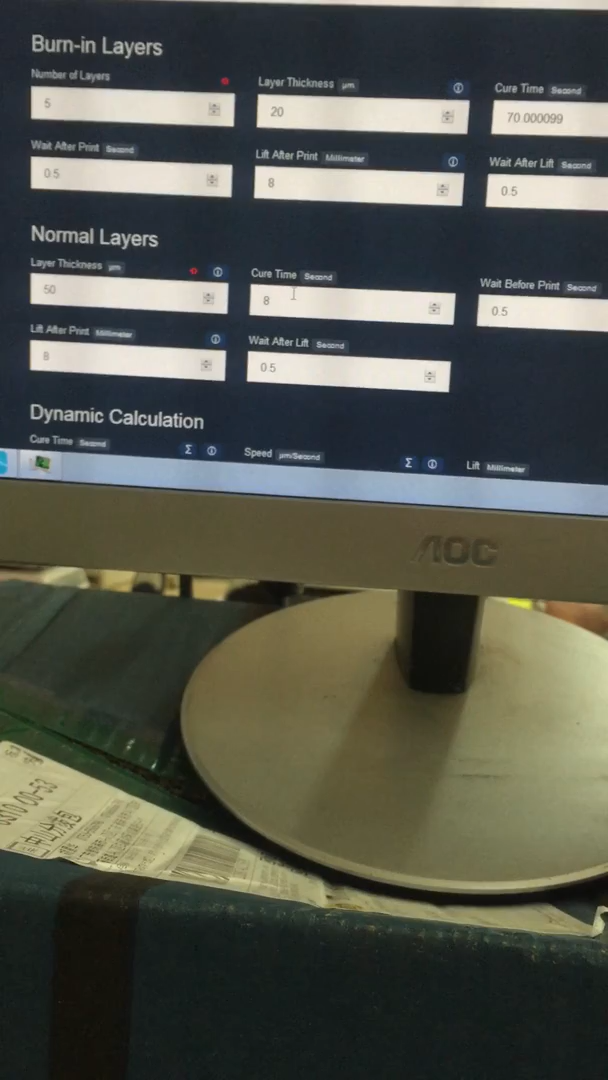 Burn-in Layers
Number of Layers
Layer Thickness µm
Cure Time Second
5
20
70.000099
Wait After Print Second
Lift After Print Millimeter
Wait After Lift Second
0.5
8
0.5
Normal Layers
Layer Thickness µm
Cure Time Second
Wait Before Print Second
50
8
0.5
Lift After Print Millimeter
Wait After Lift Second
8
0.5
Dynamic Calculation
Cure Time Second Σ
Speed µm/Second Σ
Lift Millimeter
AOC